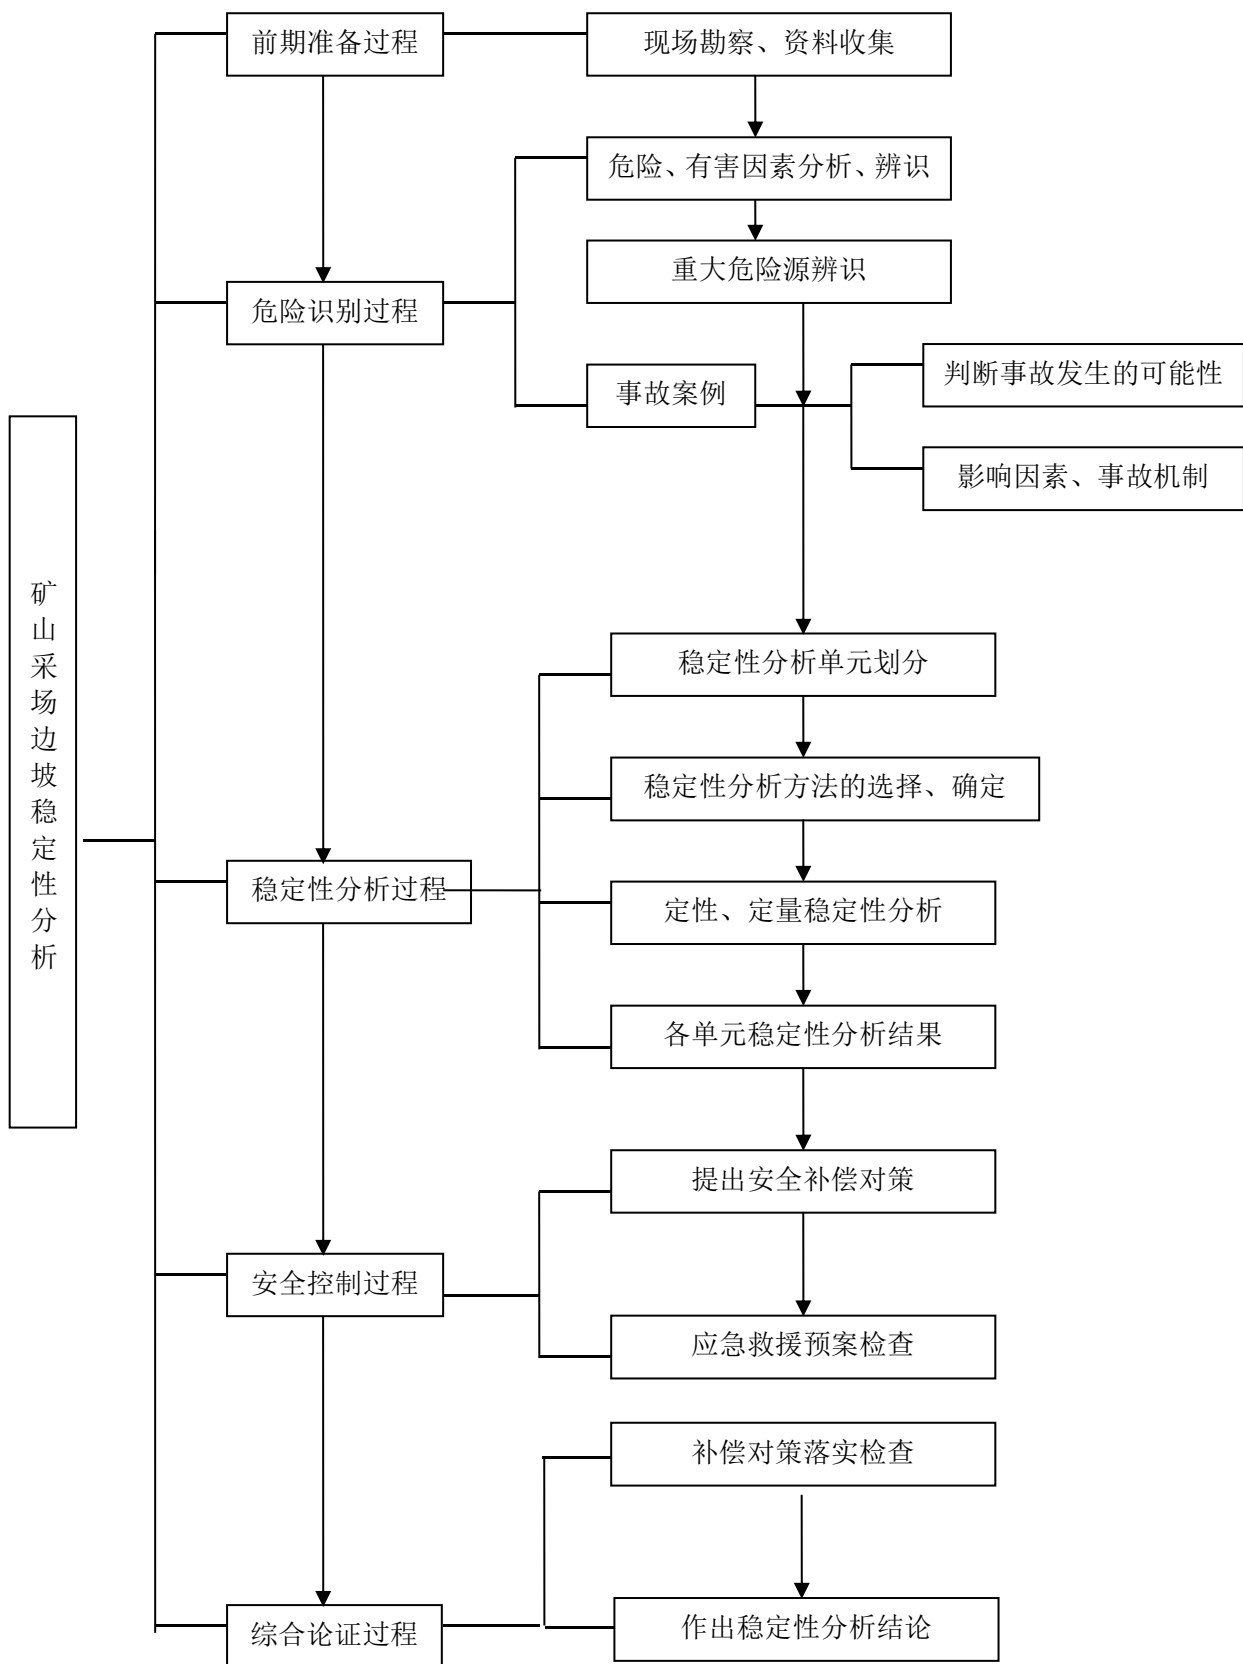 前期准备过程
现场勘察、资料收集
危险、有害因素分析、辨识
重大危险源辨识
危险识别过程
事故案例
判断事故发生的可能性
影响因素、事故机制
矿山采场边坡稳定性分析
稳定性分析单元划分
稳定性分析方法的选择、确定
稳定性分析过程
定性、定量稳定性分析
各单元稳定性分析结果
提出安全补偿对策
安全控制过程
应急救援预案检查
补偿对策落实检查
综合论证过程
作出稳定性分析结论